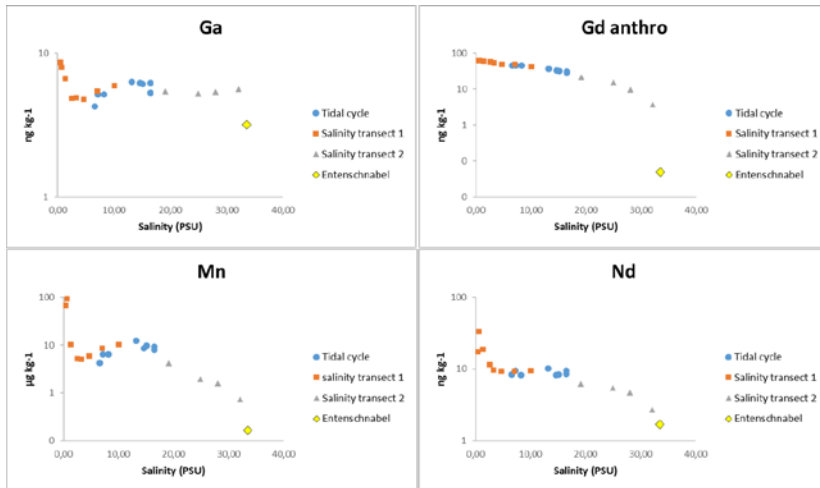 Ga
10
ng kg-1
1
0,00 10,00 20,00 30,00 40,00
Salinity (PSU)
Tidal cycle
Salinity transect 1
Salinity transect 2
Entenschnabel
Gd anthro
100
10
1
0
0
ng kg-1
0,00 10,00 20,00 30,00 40,00
Salinity (PSU)
Tidal cycle
Salinity transect 1
Salinity transect 2
Entenschnabel
Mn
100
10
1
0
µg kg-1
0,00 10,00 20,00 30,00 40,00
Salinity (PSU)
Tidal cycle
salinity transect 1
Salinity transect 2
Entenschnabel
Nd
100
10
1
ng kg-1
0,00 10,00 20,00 30,00 40,00
Salinity (PSU)
Tidal cycle
Salinity transect 1
Salinity transect 2
Entenschnabel